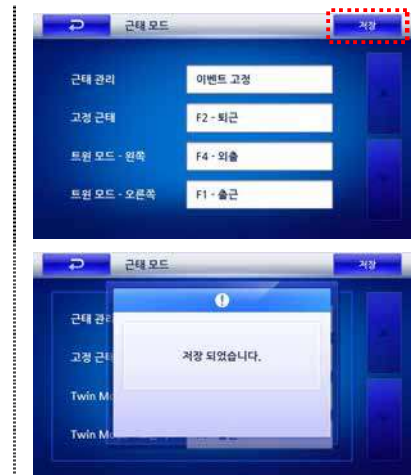 근태 모드
저장
근태 관리
이벤트 고정
고정 근태
F2 - 퇴근
트윈 모드 - 왼쪽
F4 - 외출
트윈 모드 - 오른쪽
F1 - 출근
근태 모드
저장
근태 관리
저장 되었습니다.
고정 근태
Twin M
Twin M